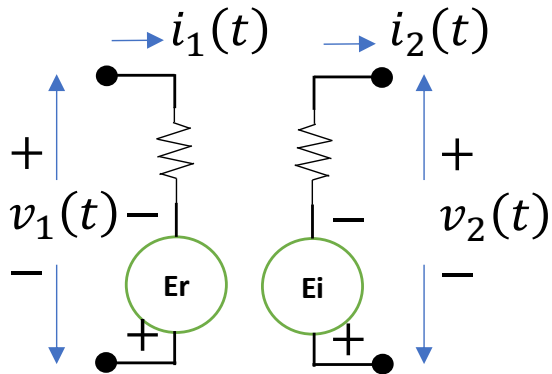 i₁(t) i₂(t)
+ +
v₁(t) − − v₂(t)
− −
Er Ei
+ +